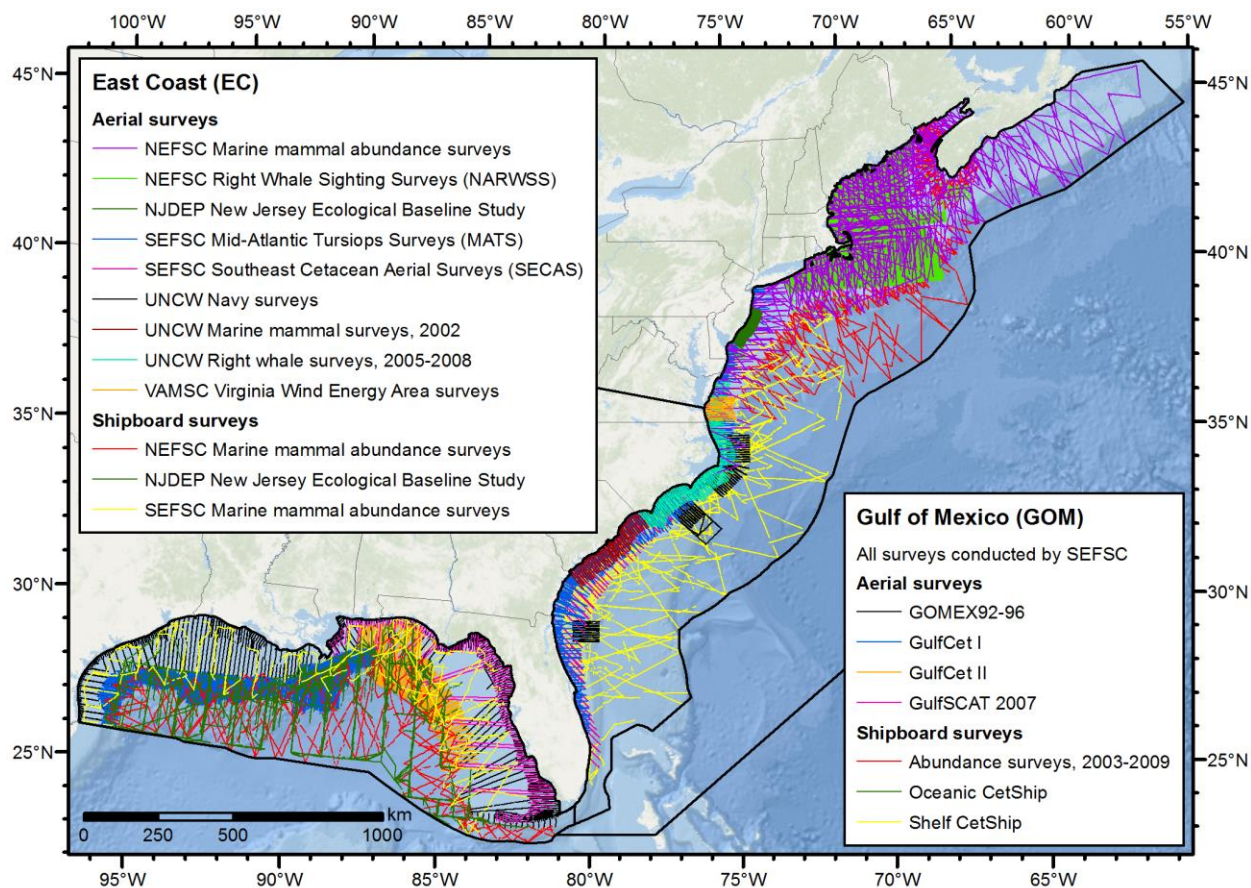 100°W 95°W 90°W 85°W 80°W 75°W 70°W 65°W 60°W 55°W
45°N
40°N
35°N
30°N
25°N
East Coast (EC)
Aerial surveys
NEFSC Marine mammal abundance surveys
NEFSC Right Whale Sighting Surveys (NARWSS)
NJDEP New Jersey Ecological Baseline Study
SEFSC Mid-Atlantic Tursiops Surveys (MATS)
SEFSC Southeast Cetacean Aerial Surveys (SECAS)
UNCW Navy surveys
UNCW Marine mammal surveys, 2002
UNCW Right whale surveys, 2005-2008
VAMSC Virginia Wind Energy Area surveys
Shipboard surveys
NEFSC Marine mammal abundance surveys
NJDEP New Jersey Ecological Baseline Study
SEFSC Marine mammal abundance surveys
45°N
40°N
35°N
30°N
25°N
Gulf of Mexico (GOM)
All surveys conducted by SEFSC
Aerial surveys
GOMEX92-96
GulfCet I
GulfCet II
GulfSCAT 2007
Shipboard surveys
Abundance surveys, 2003-2009
Oceanic CetShip
Shelf CetShip
km
0 250 500 1000
95°W 90°W 85°W 80°W 75°W 70°W 65°W 60°W